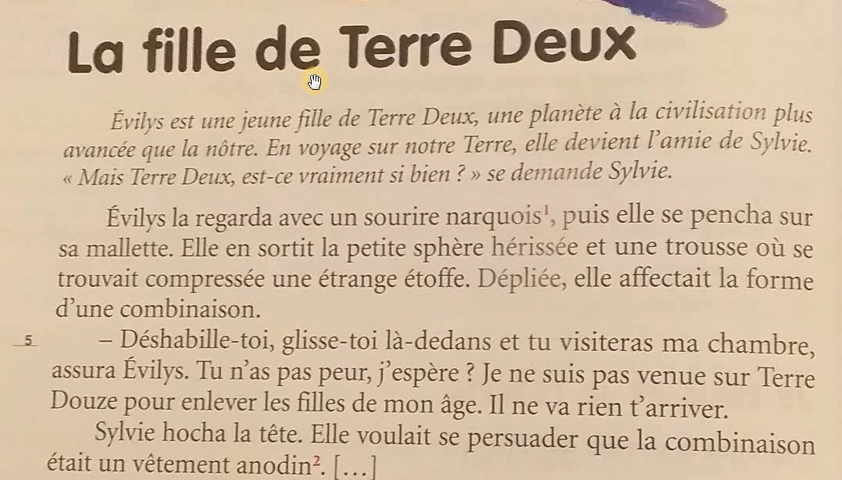 La fille de Terre Deux
Évilys est une jeune fille de Terre Deux, une planète à la civilisation plus
avancée que la nôtre. En voyage sur notre Terre, elle devient l'amie de Sylvie.
« Mais Terre Deux, est-ce vraiment si bien ? » se demande Sylvie.
Évilys la regarda avec un sourire narquois¹, puis elle se pencha sur
sa mallette. Elle en sortit la petite sphère hérissée et une trousse où se
trouvait compressée une étrange étoffe. Dépliée, elle affectait la forme
d'une combinaison.
5 – Déshabille-toi, glisse-toi là-dedans et tu visiteras ma chambre,
assura Évilys. Tu n'as pas peur, j'espère ? Je ne suis pas venue sur Terre
Douze pour enlever les filles de mon âge. Il ne va rien t'arriver.
Sylvie hocha la tête. Elle voulait se persuader que la combinaison
était un vêtement anodin². […]